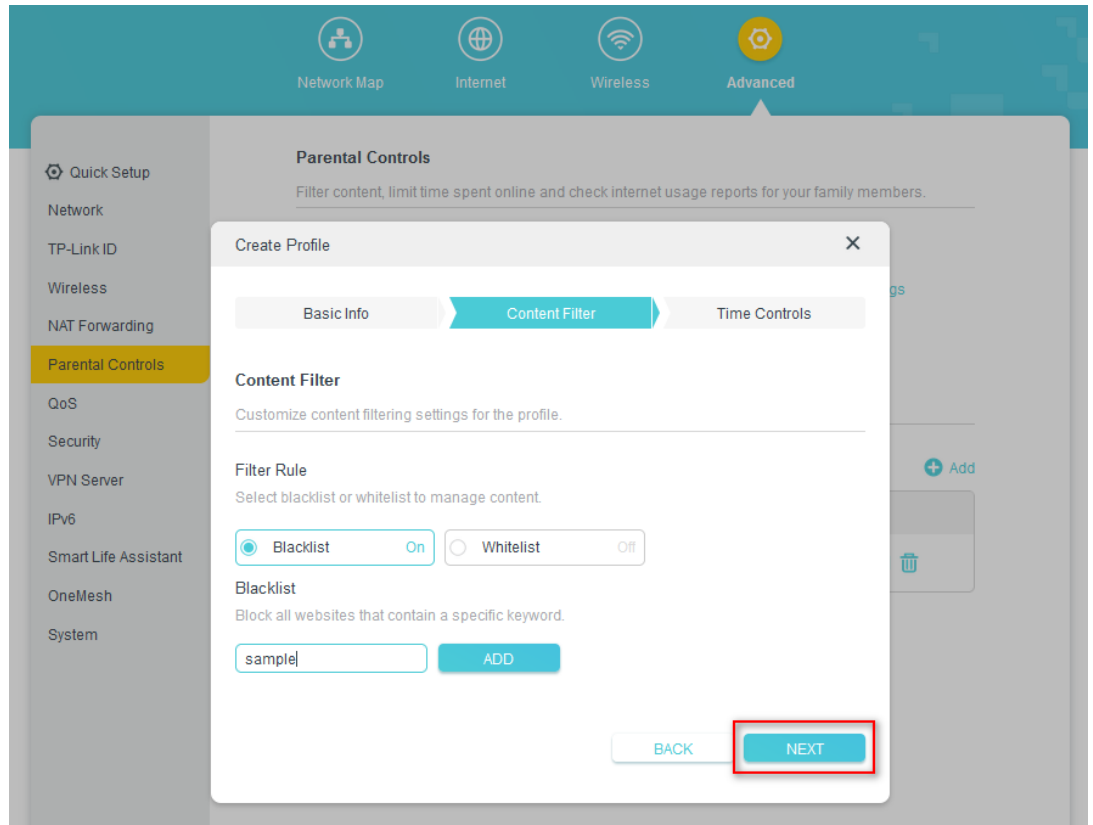 Network Map Internet Wireless Advanced
Quick Setup
Network
TP-Link ID
Wireless
NAT Forwarding
Parental Controls
QoS
Security
VPN Server
IPv6
Smart Life Assistant
OneMesh
System
Parental Controls
Filter content, limit time spent online and check internet usage reports for your family members.
gs
Add
Create Profile
Basic Info Content Filter Time Controls
Content Filter
Customize content filtering settings for the profile.
Filter Rule
Select blacklist or whitelist to manage content.
Blacklist On Whitelist Off
Blacklist
Block all websites that contain a specific keyword.
sample ADD
BACK NEXT